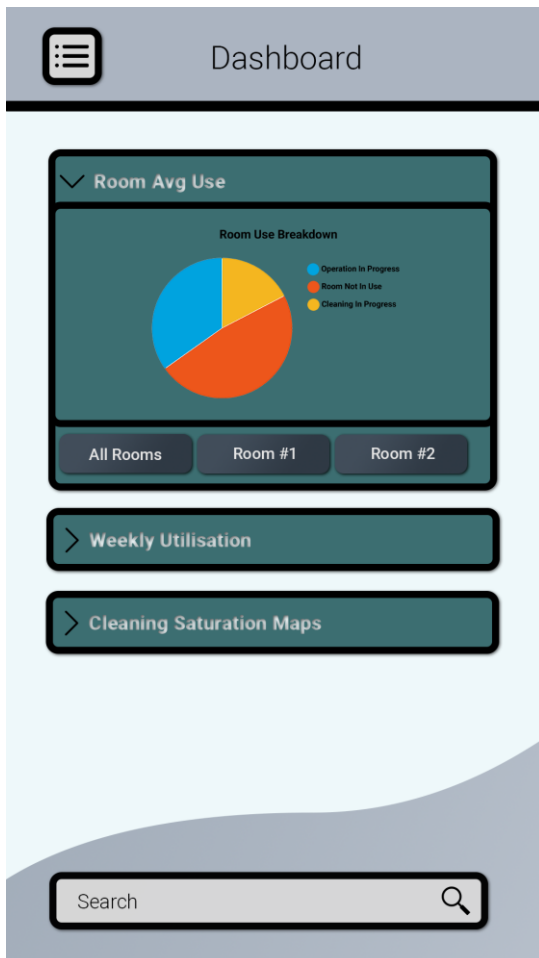 Dashboard
Room Avg Use
Room Use Breakdown
Operation In Progress
Room Not In Use
Cleaning In Progress
All Rooms
Room #1
Room #2
Weekly Utilisation
Cleaning Saturation Maps
Search